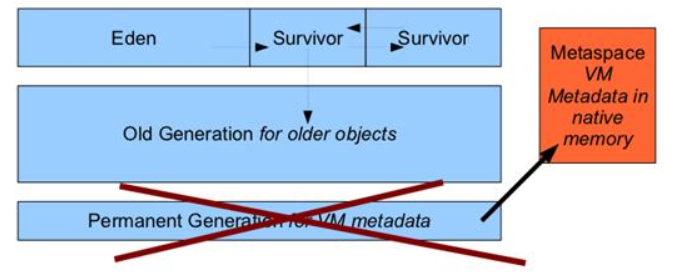 Eden
Survivor
Survivor
Old Generation for older objects
Permanent Generation for VM metadata
Metaspace
VM
Metadata in
native
memory